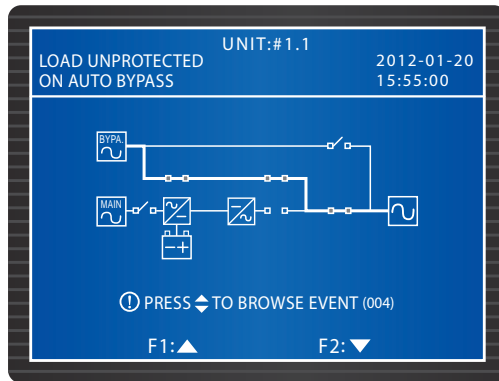 UNIT:#1.1
LOAD UNPROTECTED
ON AUTO BYPASS
2012-01-20
15:55:00
BYPA.
MAIN
PRESS TO BROWSE EVENT (004)
F1: F2: